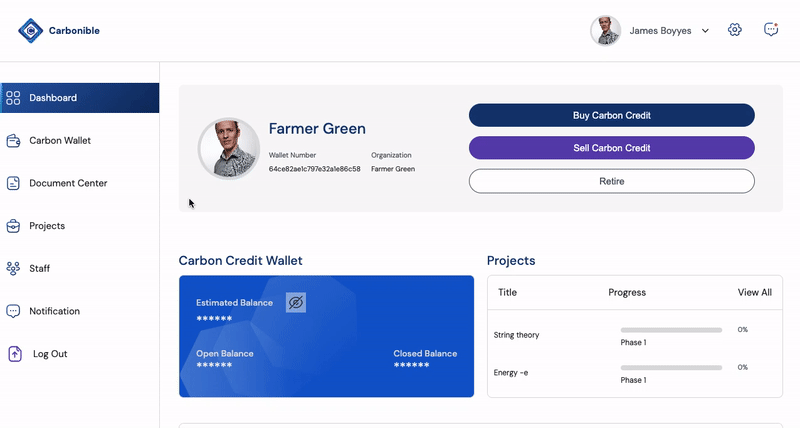 Carbonible
James Boyyes
Dashboard
Carbon Wallet
Document Center
Projects
Staff
Notification
Log Out
Farmer Green
Wallet Number
Organization
64ce82ae1c797e32a1e86c58
Farmer Green
Buy Carbon Credit
Sell Carbon Credit
Retire
Carbon Credit Wallet
Estimated Balance
******
Open Balance
Closed Balance
******
******
Projects
Title
Progress
View All
String theory
0%
Phase 1
Energy -e
0%
Phase 1